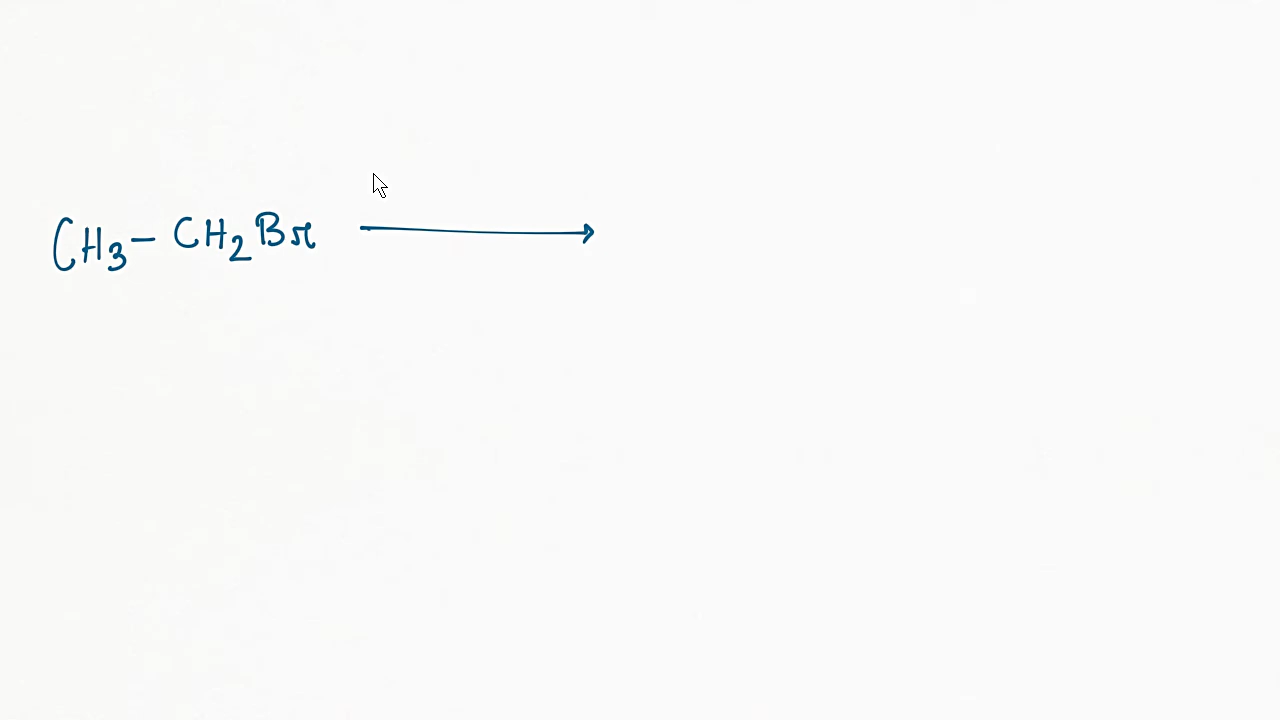 CH₃ – CH₂Br ⟶